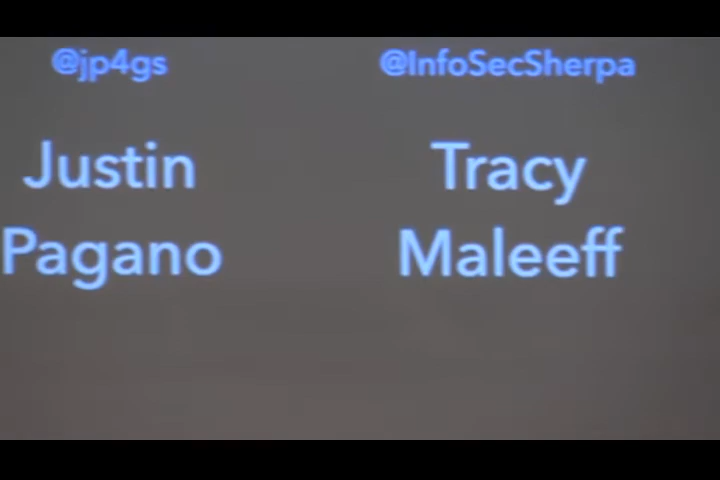 @jp4gs
Justin
Pagano
@InfoSecSherpa
Tracy
Maleeff